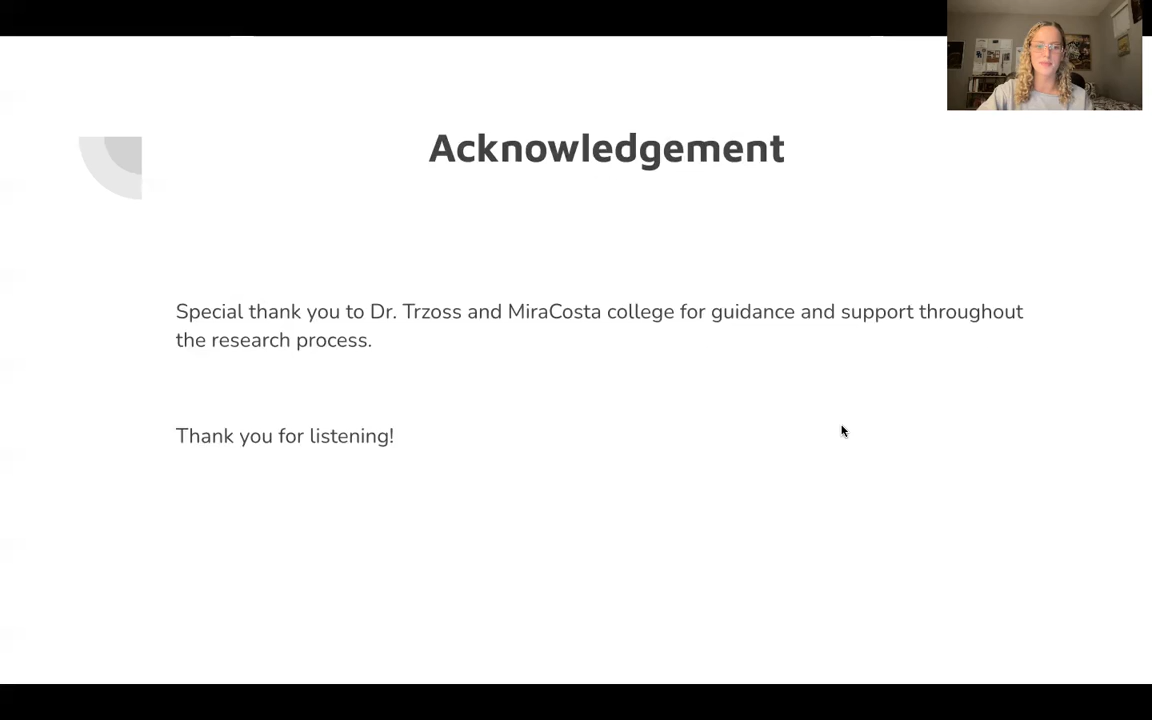 Acknowledgement
Special thank you to Dr. Trzoss and MiraCosta college for guidance and support throughout
the research process.
Thank you for listening!